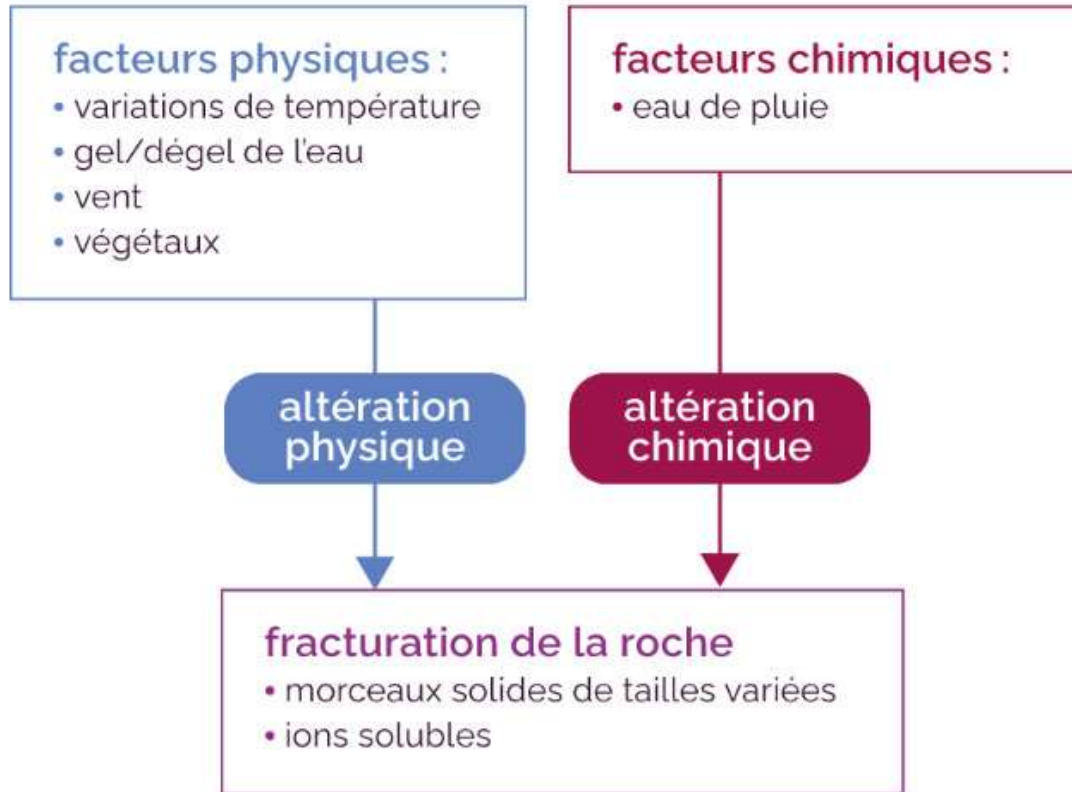 facteurs physiques :
• variations de température
• gel/dégel de l'eau
• vent
• végétaux
facteurs chimiques :
• eau de pluie
altération
physique
altération
chimique
fracturation de la roche
• morceaux solides de tailles variées
• ions solubles